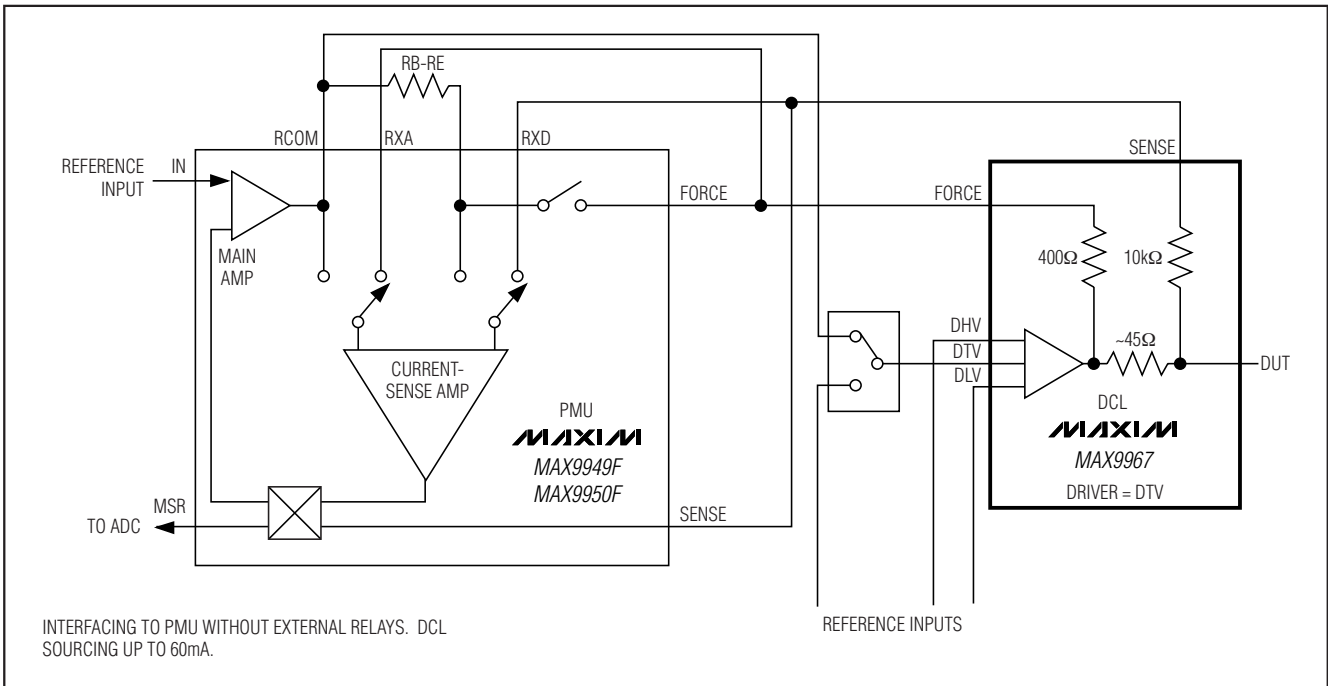 RB-RE
RCOM
RXA
RXD
SENSE
REFERENCE
INPUT
IN
FORCE
FORCE
MAIN
AMP
400Ω
10kΩ
DHV
DTV
DLV
~45Ω
DUT
CURRENT-
SENSE AMP
PMU
MAXIM
MAX9949F
MAX9950F
DCL
MAXIM
MAX9967
DRIVER = DTV
MSR
TO ADC
SENSE
INTERFACING TO PMU WITHOUT EXTERNAL RELAYS. DCL
SOURCING UP TO 60mA.
REFERENCE INPUTS